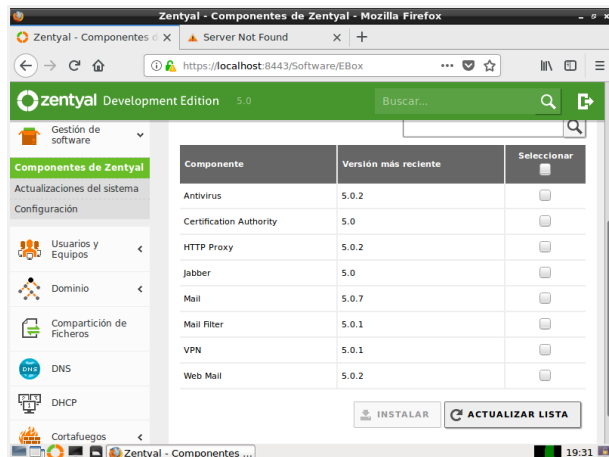 Zentyal - Componentes de Zentyal - Mozilla Firefox
Zentyal - Componentes d
Server Not Found
https://localhost:8443/Software/EBox
zentyal Development Edition 5.0
Buscar...
Gestión de
software
Componentes de Zentyal
Actualizaciones del sistema
Configuración
Usuarios y
Equipos
Dominio
Compartición de
Ficheros
DNS
DNS
DHCP
Cortafuegos
Componente Versión más reciente Seleccionar
Antivirus 5.0.2
Certification Authority 5.0
HTTP Proxy 5.0.2
Jabber 5.0
Mail 5.0.7
Mail Filter 5.0.1
VPN 5.0.1
Web Mail 5.0.2
INSTALAR ACTUALIZAR LISTA
Zentyal - Componentes ...
19:31